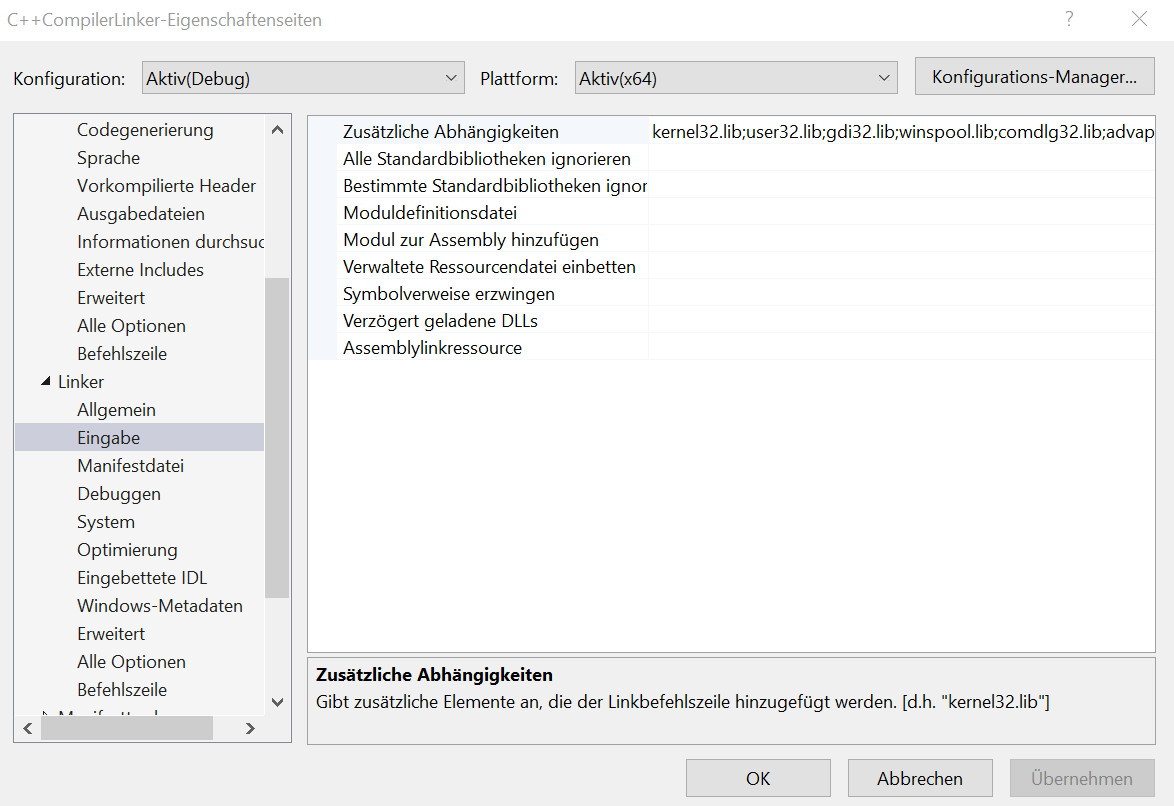 C++CompilerLinker-Eigenschaftenseiten ?
Konfiguration: Aktiv(Debug) Plattform: Aktiv(x64) Konfigurations-Manager...
Codegenerierung
Sprache
Vorkompilierte Header
Ausgabedateien
Informationen durchsuc
Externe Includes
Erweitert
Alle Optionen
Befehlszeile
Linker
Allgemein
Eingabe
Manifestdatei
Debuggen
System
Optimierung
Eingebettete IDL
Windows-Metadaten
Erweitert
Alle Optionen
Befehlszeile
Zusätzliche Abhängigkeiten kernel32.lib;user32.lib;gdi32.lib;winspool.lib;comdlg32.lib;advap
Alle Standardbibliotheken ignorieren
Bestimmte Standardbibliotheken ignor
Moduldefinitionsdatei
Modul zur Assembly hinzufügen
Verwaltete Ressourcendatei einbetten
Symbolverweise erzwingen
Verzögert geladene DLLs
Assemblylinkressource
Zusätzliche Abhängigkeiten
Gibt zusätzliche Elemente an, die der Linkbefehlszeile hinzugefügt werden. [d.h. "kernel32.lib"]
OK Abbrechen Übernehmen